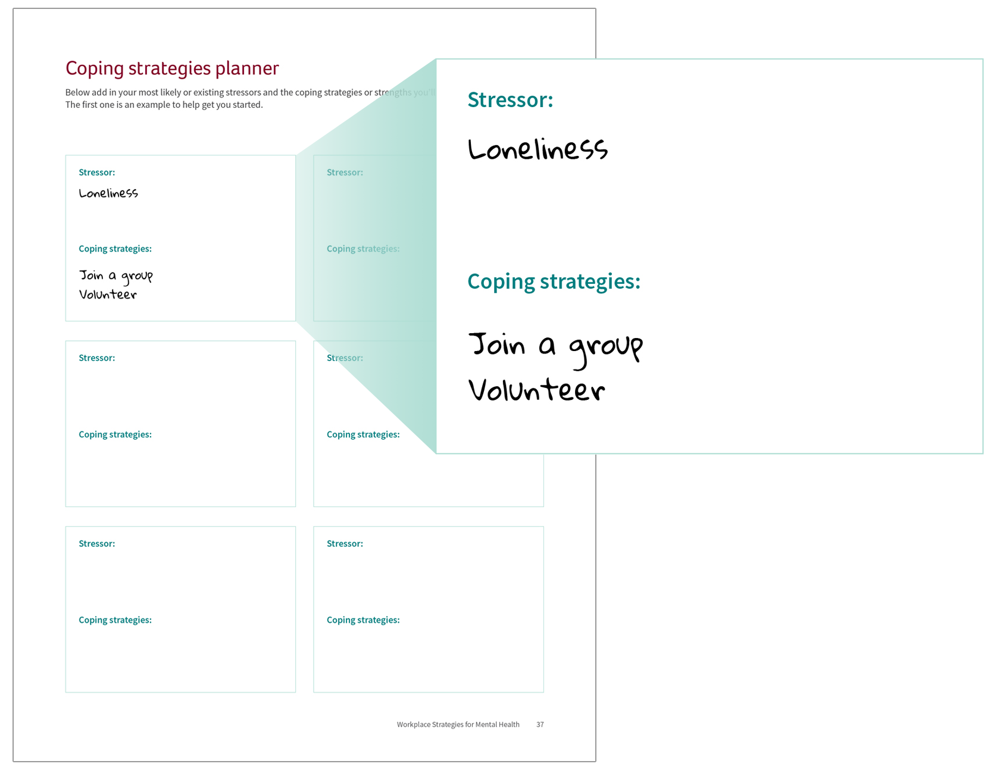 Coping strategies planner
Below add in your most likely or existing stressors and the coping strategies or strengths you'll
The first one is an example to help get you started.
Stressor:
Loneliness
Coping strategies:
Join a group
Volunteer
Stressor:
Coping strategies:
Stressor:
Loneliness
Coping strategies:
Join a group
Volunteer
Stressor:
Coping strategies:
Stressor:
Coping strategies:
Stressor:
Coping strategies:
Stressor:
Coping strategies:
Workplace Strategies for Mental Health 37